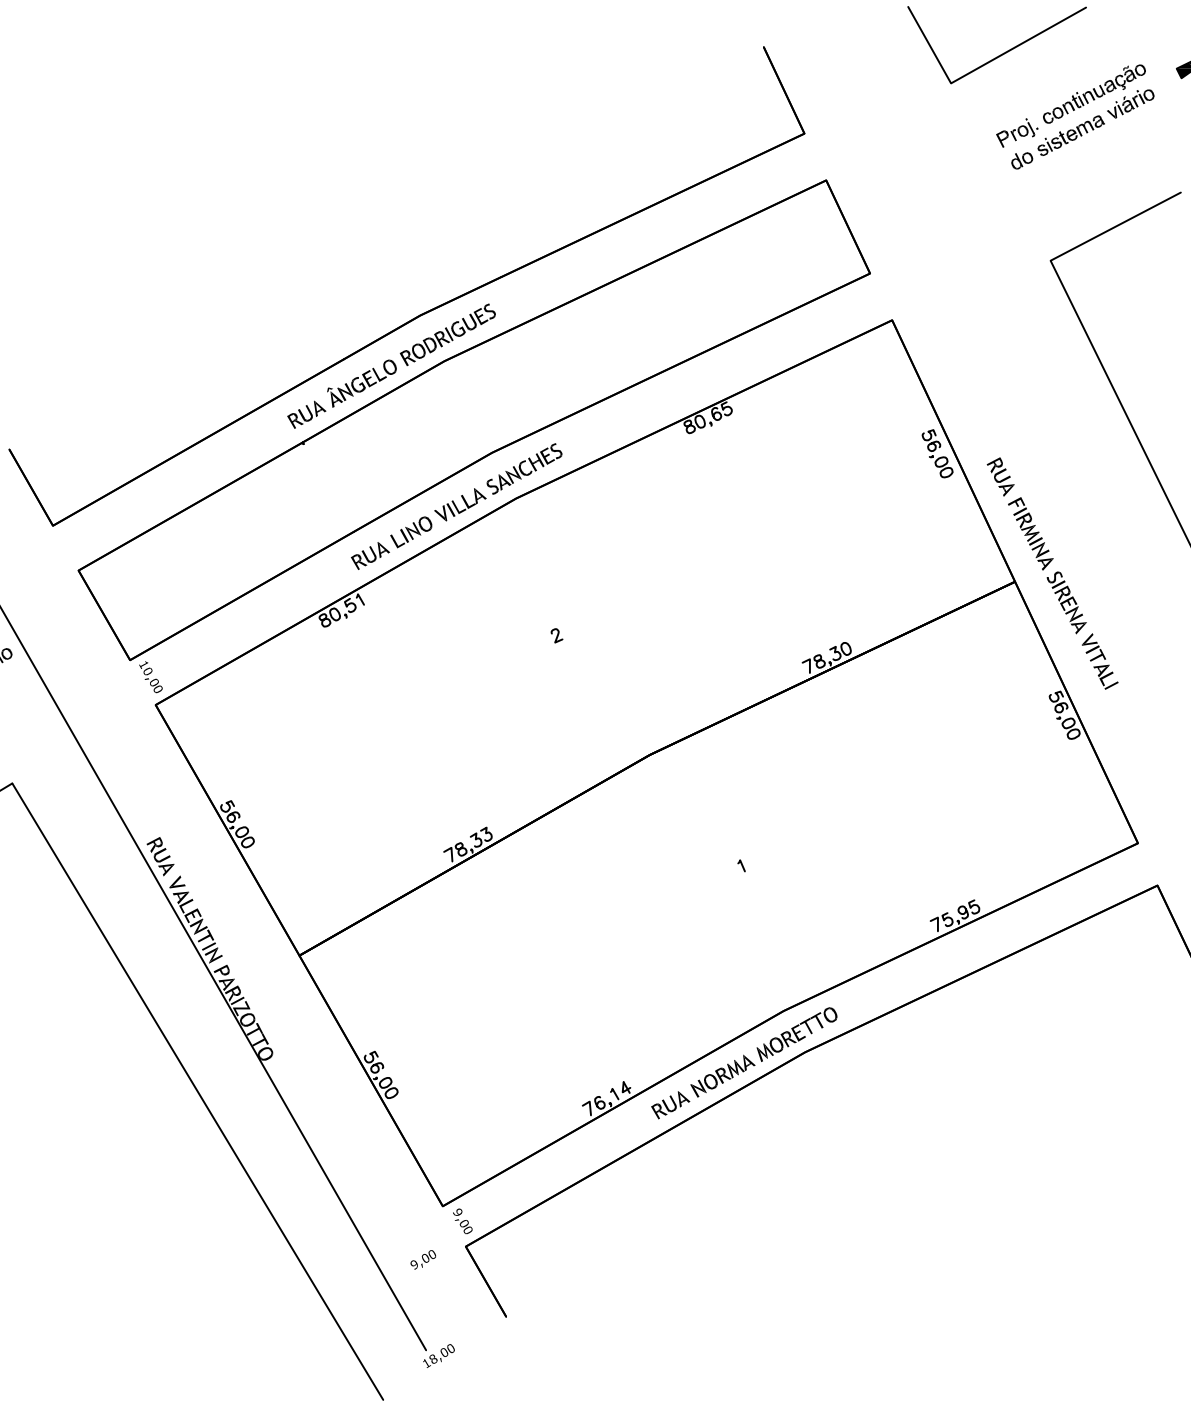 Proj. continuação
do sistema viário
RUA ÂNGELO RODRIGUES
80,65
56,00
RUA LINO VILLA SANCHES
RUA FIRMINA SIRENA VITALI
80,51
2
78,30
10,00
56,00
56,00
78,33
RUA VALENTIN PARIZOTTO
1
75,95
56,00
76,14
RUA NORMA MORETTO
9,00
9,00
18,00